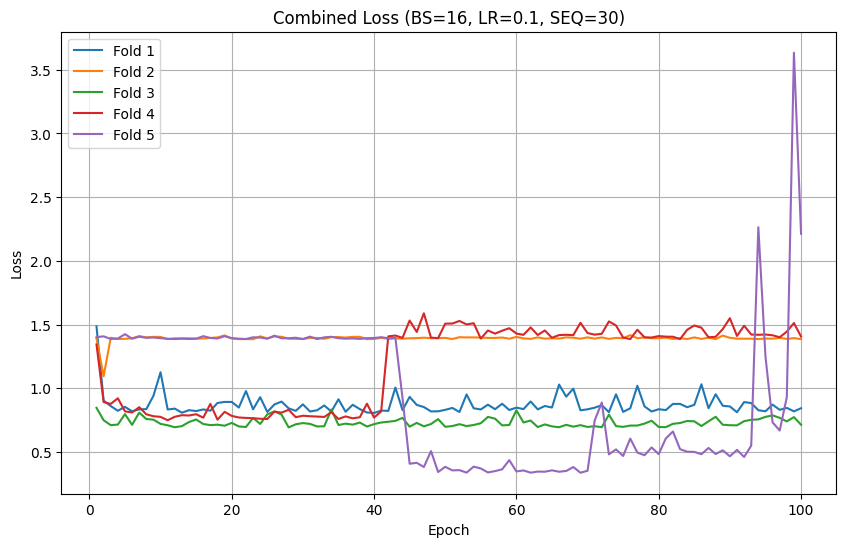 Combined Loss (BS=16, LR=0.1, SEQ=30)
Fold 1
Fold 2
Fold 3
Fold 4
Fold 5
3.5
3.0
2.5
2.0
1.5
1.0
0.5
Loss
0 20 40 60 80 100
Epoch